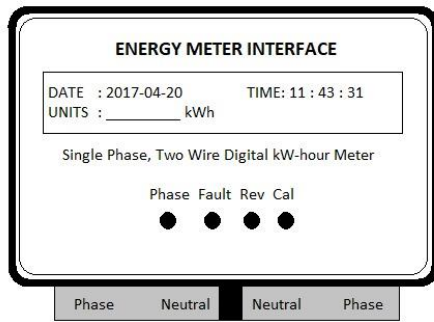 ENERGY METER INTERFACE
DATE : 2017-04-20 TIME: 11 : 43 : 31
UNITS : __________ kWh
Single Phase, Two Wire Digital kW-hour Meter
Phase Fault Rev Cal
Phase Neutral Neutral Phase